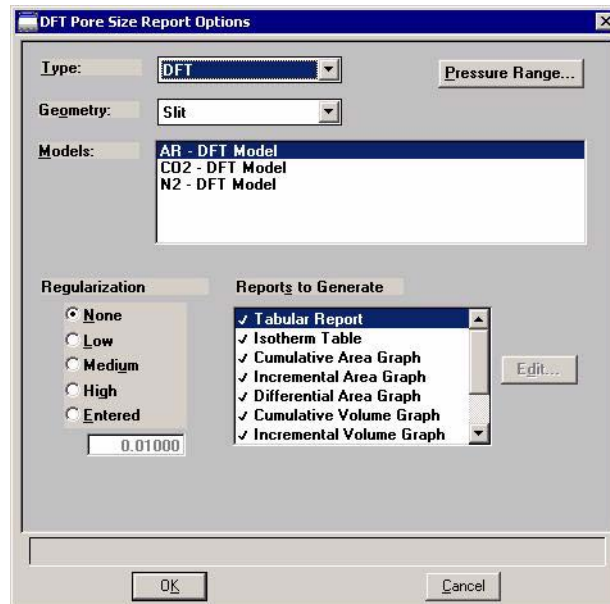 DFT Pore Size Report Options
Type:
DFT
Pressure Range...
Geometry:
Slit
Models:
AR - DFT Model
CO2 - DFT Model
N2 - DFT Model
Regularization
None
Low
Medium
High
Entered
0.01000
Reports to Generate
✓ Tabular Report
✓ Isotherm Table
✓ Cumulative Area Graph
✓ Incremental Area Graph
✓ Differential Area Graph
✓ Cumulative Volume Graph
✓ Incremental Volume Graph
Edit...
OK
Cancel